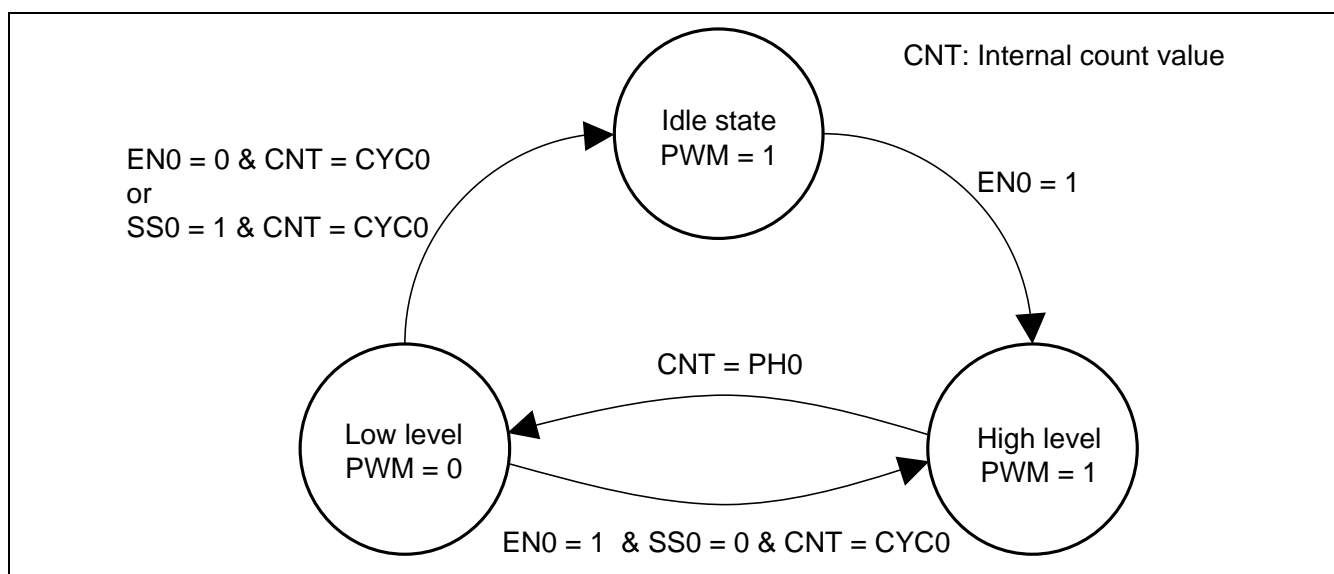 CNT: Internal count value
Idle state
PWM = 1
EN0 = 0 & CNT = CYC0
or
SS0 = 1 & CNT = CYC0
EN0 = 1
CNT = PH0
Low level
PWM = 0
High level
PWM = 1
EN0 = 1 & SS0 = 0 & CNT = CYC0